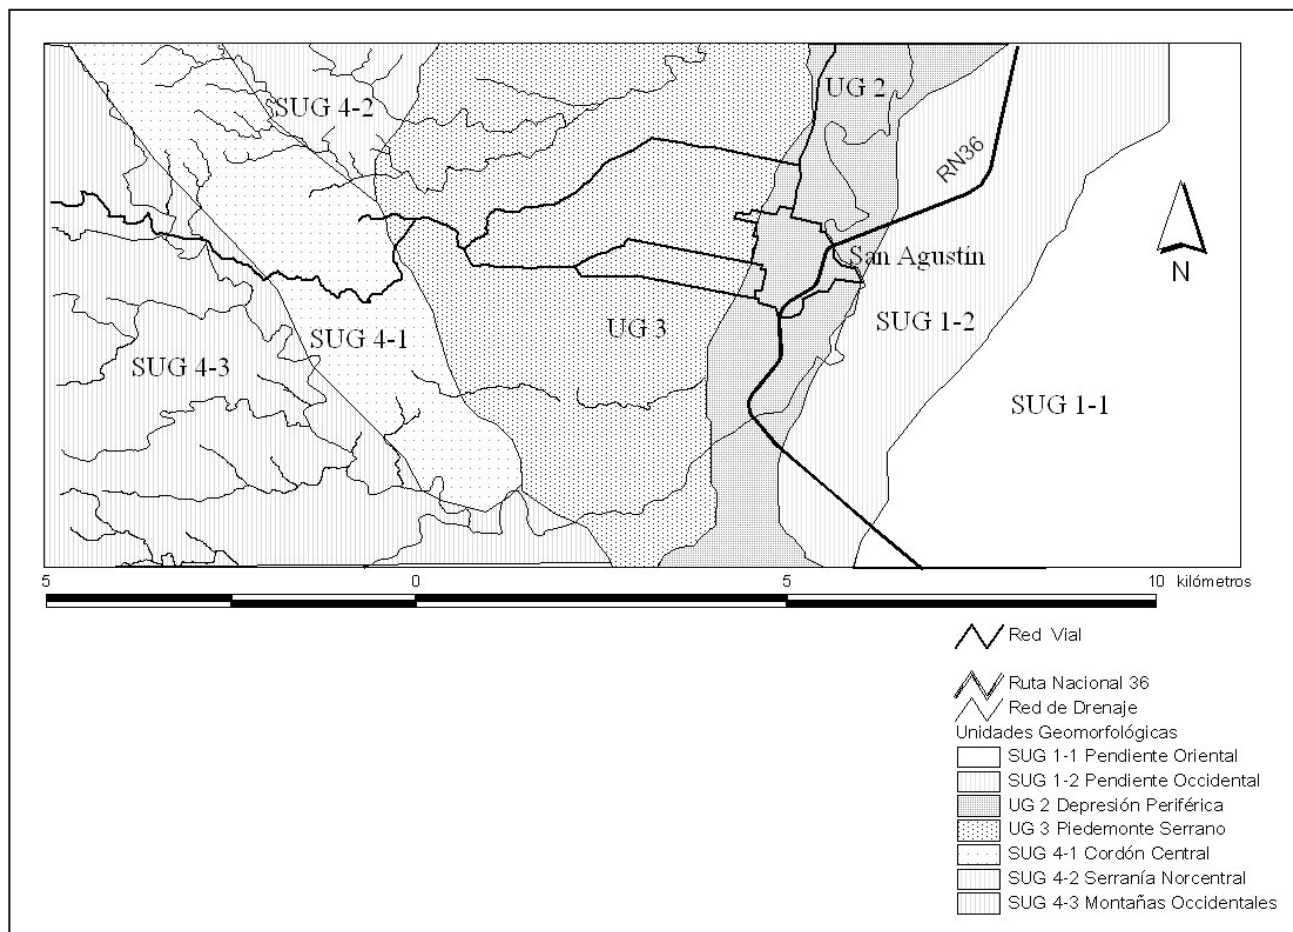 UG 2
SUG 4-2
RN36
San Agustín
N
SUG 1-2
UG 3
SUG 4-1
SUG 4-3
SUG 1-1
5 0 5 10 kilómetros
Red Vial
Ruta Nacional 36
Red de Drenaje
Unidades Geomorfológicas
SUG 1-1 Pendiente Oriental
SUG 1-2 Pendiente Occidental
UG 2 Depresión Periférica
UG 3 Piedemonte Serrano
SUG 4-1 Cordón Central
SUG 4-2 Serranía Norcentral
SUG 4-3 Montañas Occidentales